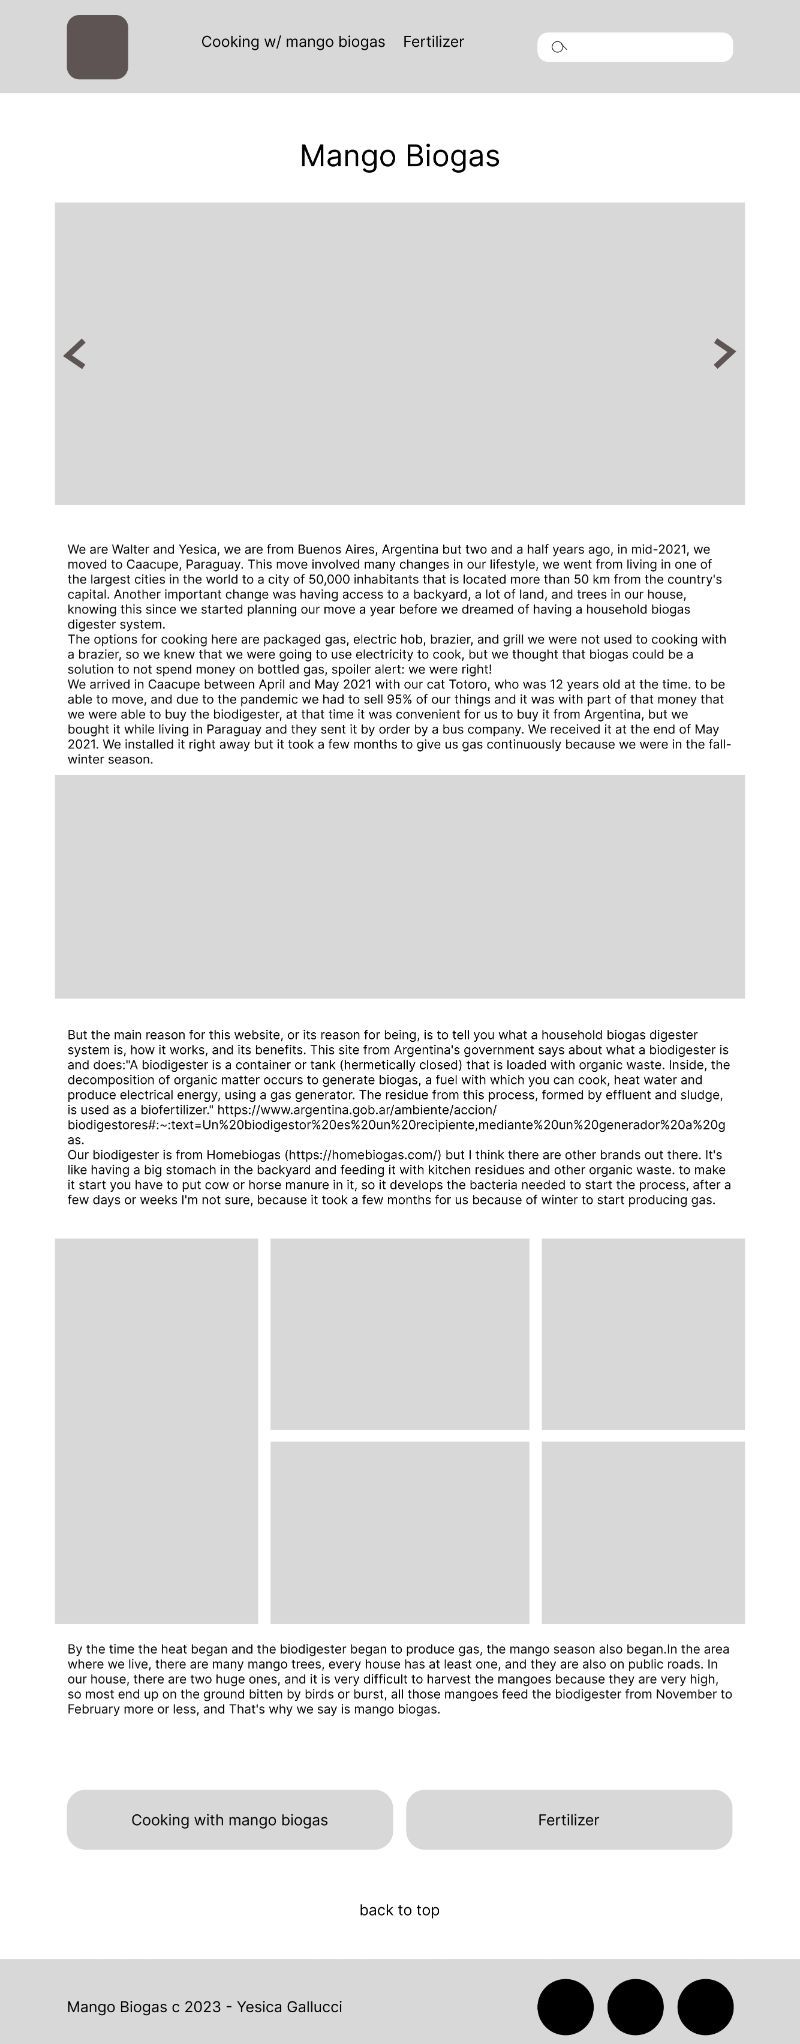 Cooking w/ mango biogas Fertilizer
Mango Biogas
We are Walter and Yesica, we are from Buenos Aires, Argentina but two and a half years ago, in mid-2021, we
moved to Caacupe, Paraguay. This move involved many changes in our lifestyle, we went from living in one of
the largest cities in the world to a city of 50,000 inhabitants that is located more than 50 km from the country's
capital. Another important change was having access to a backyard, a lot of land, and trees in our house,
knowing this since we started planning our move a year before we dreamed of having a household biogas
digester system.
The options for cooking here are packaged gas, electric hob, brazier, and grill we were not used to cooking with
a brazier, so we knew that we were going to use electricity to cook, but we thought that biogas could be a
solution to not spend money on bottled gas, spoiler alert: we were right!
We arrived in Caacupe between April and May 2021 with our cat Totoro, who was 12 years old at the time. to be
able to move, and due to the pandemic we had to sell 95% of our things and it was with part of that money that
we were able to buy the biodigester, at that time it was convenient for us to buy it from Argentina, but we
bought it while living in Paraguay and they sent it by order by a bus company. We received it at the end of May
2021. We installed it right away but it took a few months to give us gas continuously because we were in the fall-
winter season.
But the main reason for this website, or its reason for being, is to tell you what a household biogas digester
system is, how it works, and its benefits. This site from Argentina's government says about what a biodigester is
and does:"A biodigester is a container or tank (hermetically closed) that is loaded with organic waste. Inside, the
decomposition of organic matter occurs to generate biogas, a fuel with which you can cook, heat water and
produce electrical energy, using a gas generator. The residue from this process, formed by effluent and sludge,
is used as a biofertilizer." https://www.argentina.gob.ar/ambiente/accion/
biodigestores#:~:text=Un%20biodigestor%20es%20un%20recipiente,mediante%20un%20generador%20a%20g
as.
Our biodigester is from Homebiogas (https://homebiogas.com/) but I think there are other brands out there. It's
like having a big stomach in the backyard and feeding it with kitchen residues and other organic waste. to make
it start you have to put cow or horse manure in it, so it develops the bacteria needed to start the process, after a
few days or weeks I'm not sure, because it took a few months for us because of winter to start producing gas.
By the time the heat began and the biodigester began to produce gas, the mango season also began.In the area
where we live, there are many mango trees, every house has at least one, and they are also on public roads. In
our house, there are two huge ones, and it is very difficult to harvest the mangoes because they are very high,
so most end up on the ground bitten by birds or burst, all those mangoes feed the biodigester from November to
February more or less, and That's why we say is mango biogas.
Cooking with mango biogas Fertilizer
back to top
Mango Biogas c 2023 - Yesica Gallucci